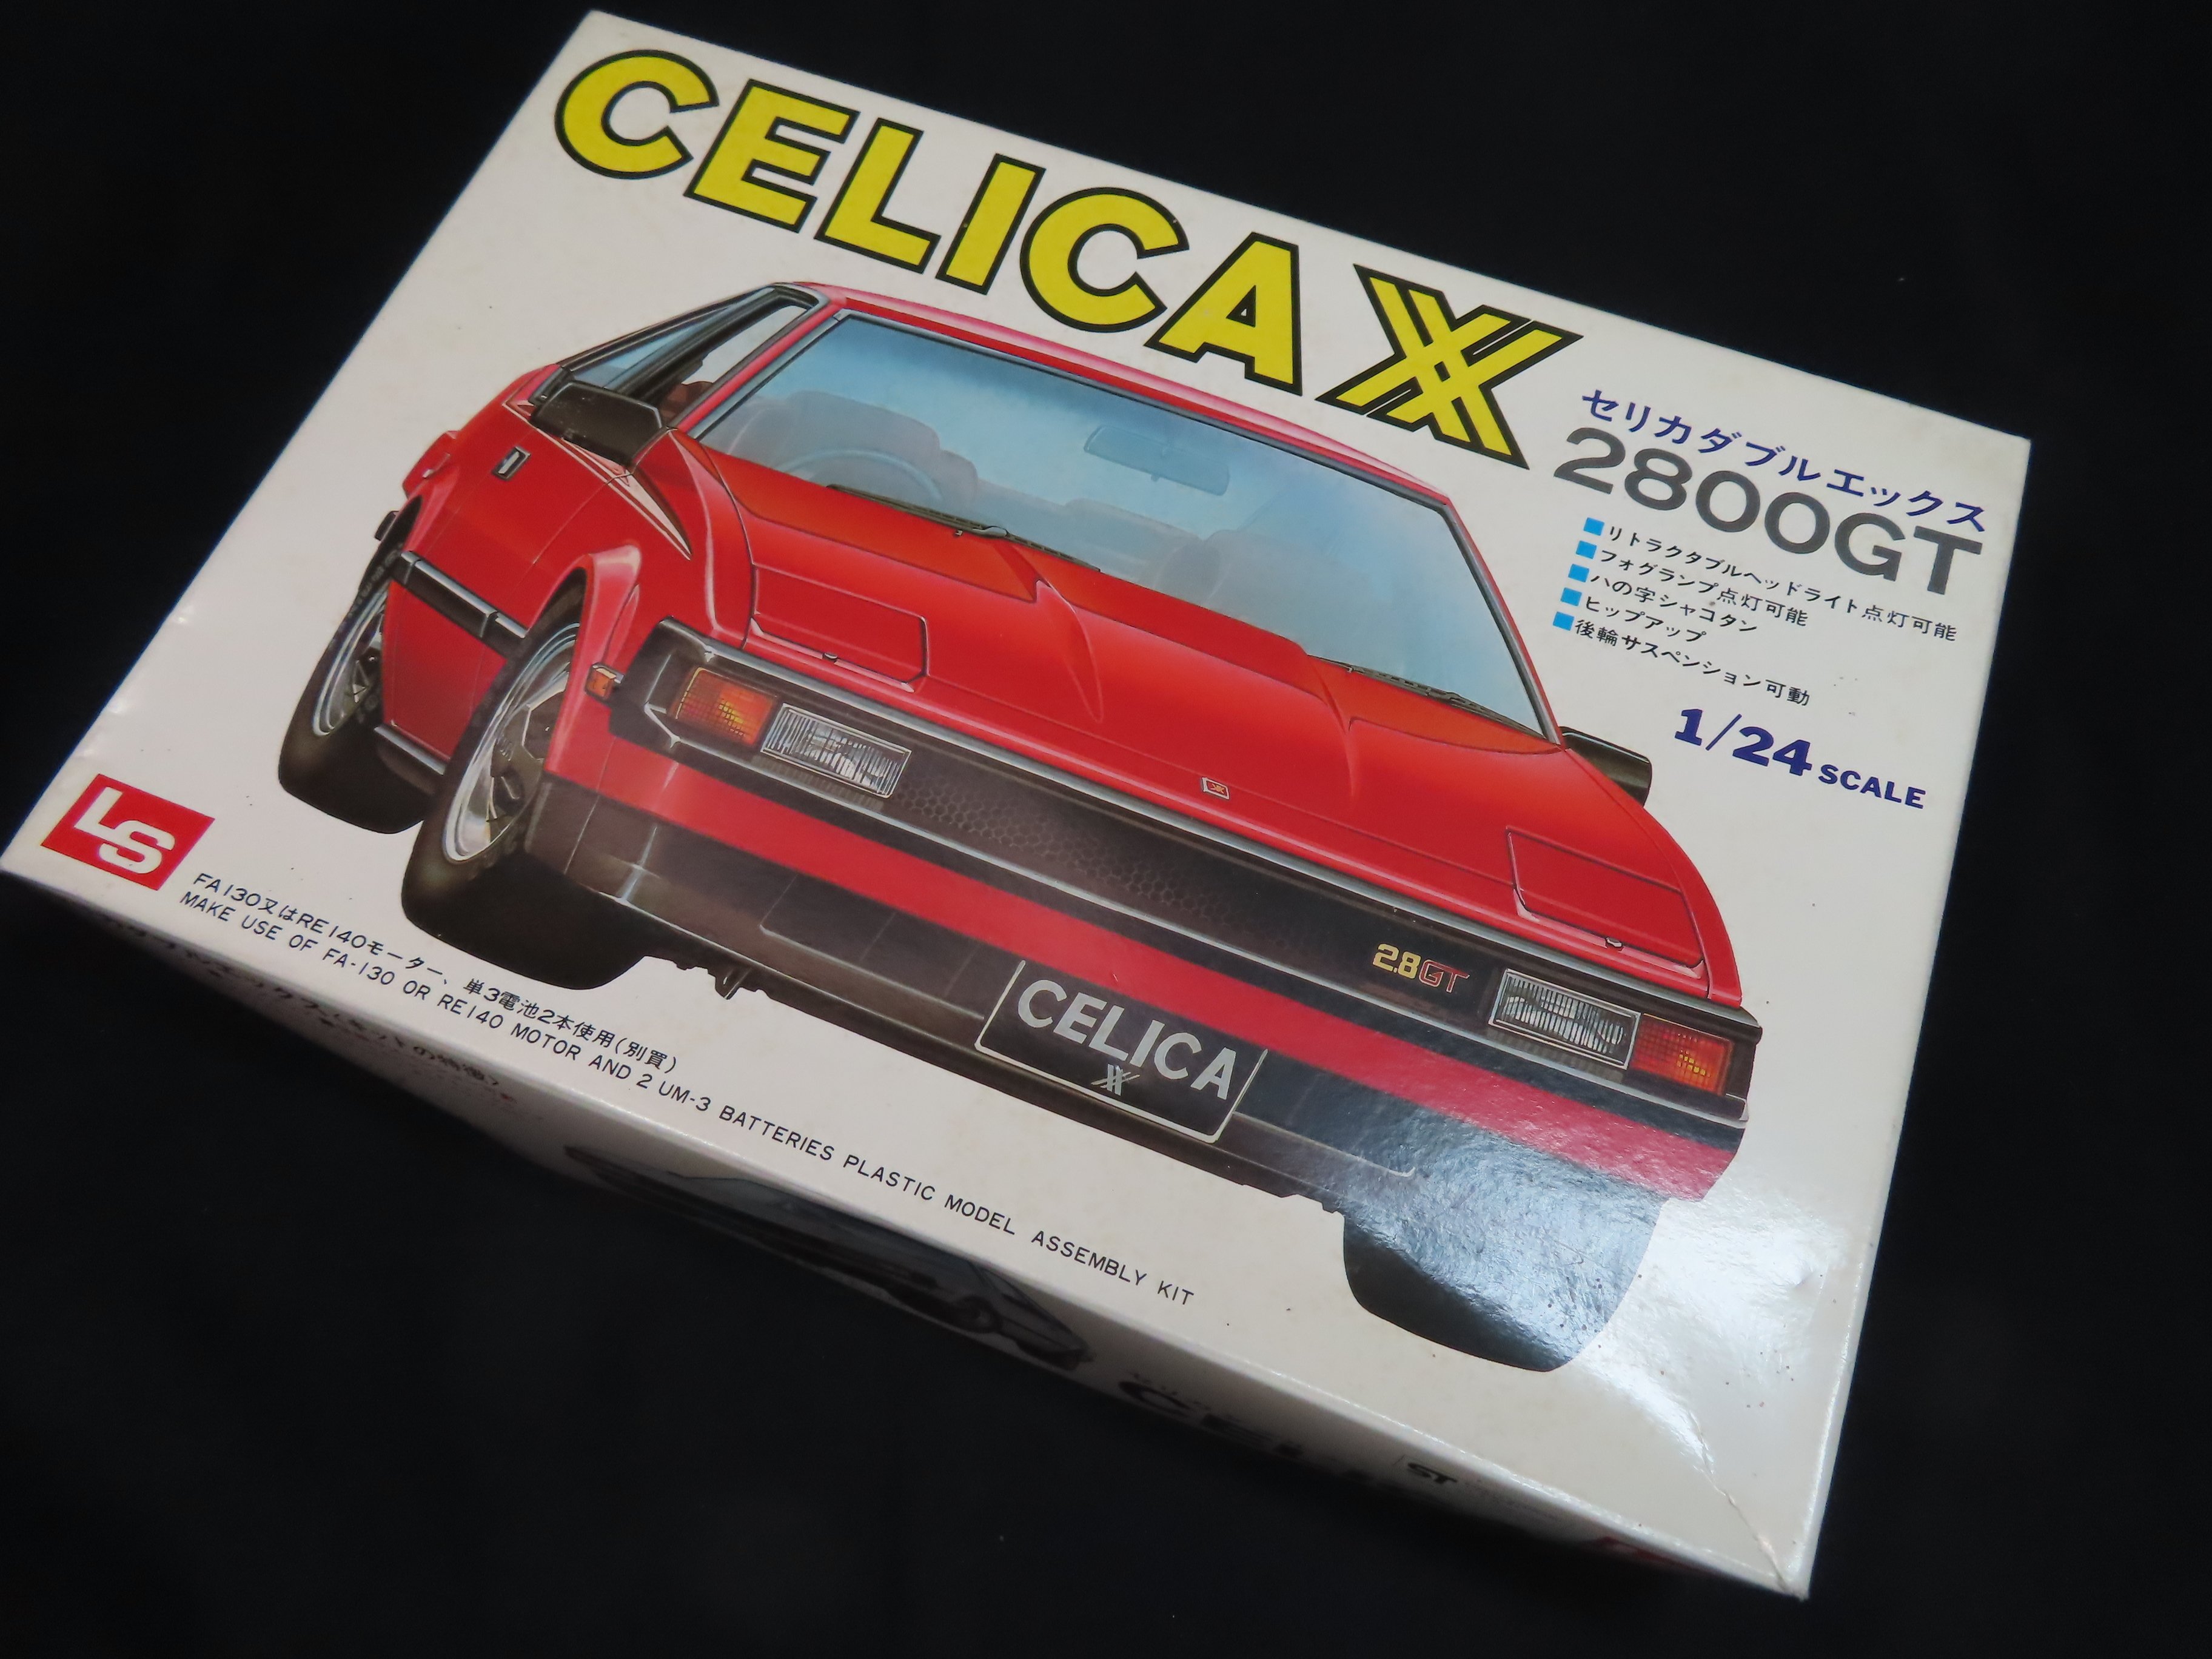 CELICA XX
セリカダブルエックス
2800GT
■リトラクタブルヘッドライト点灯可能
■フォグランプ点灯可能
■ハの字シャコタン
■ヒップアップ
■後輪サスペンション可動
1/24 SCALE
2.8GT
CELICA
XX
LS
FA130又はRE140モーター、単3電池2本使用(別買)
MAKE USE OF FA-130 OR RE140 MOTOR AND 2 UM-3 BATTERIES PLASTIC MODEL ASSEMBLY KIT
ST